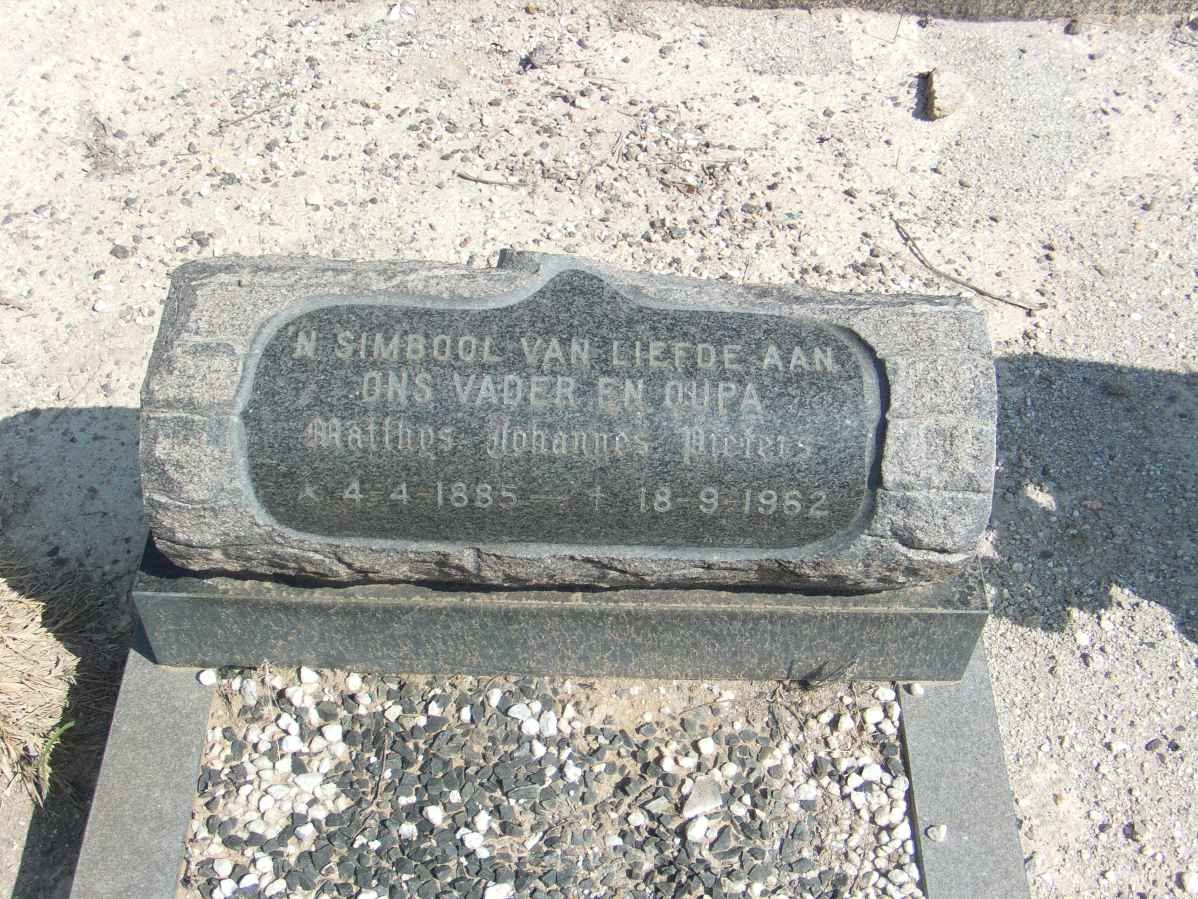 'N SIMBOOL VAN LIEFDE AAN
ONS VADER EN OUPA
Matthys Johannes Pieters
* 4-4-1885 — † 18-9-1962